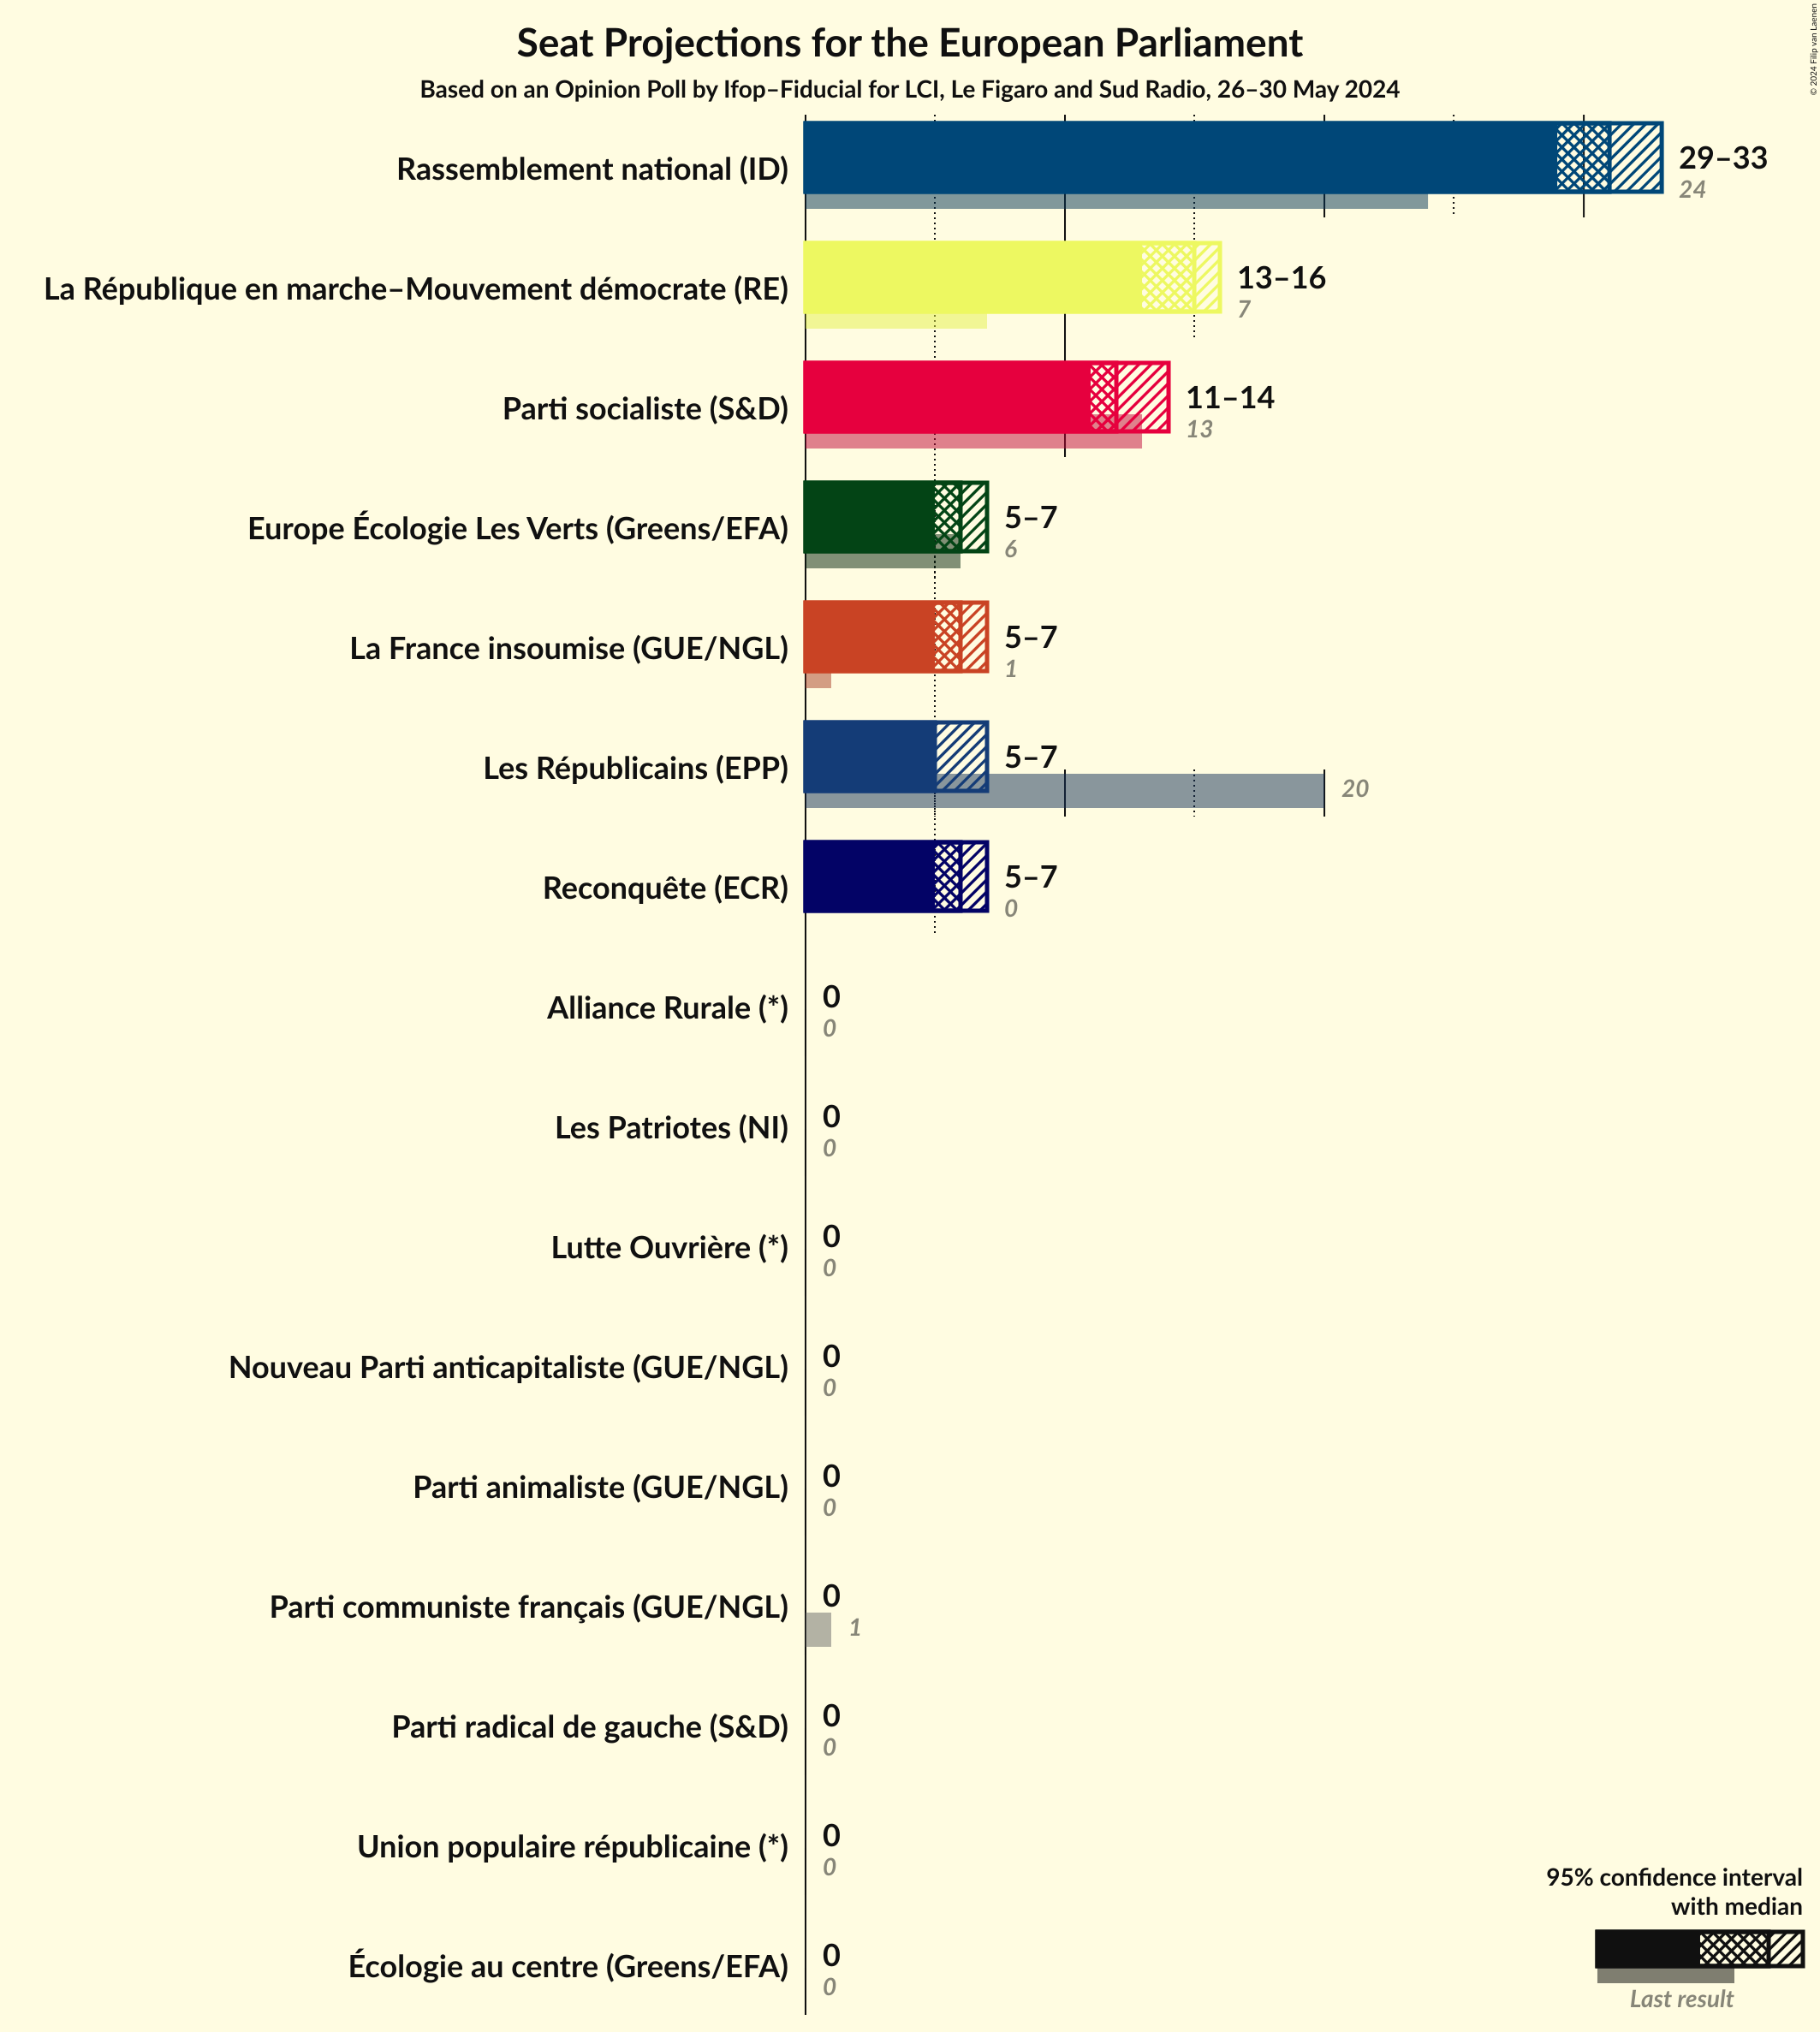 Seat Projections for the European Parliament
Based on an Opinion Poll by Ifop–Fiducial for LCI, Le Figaro and Sud Radio, 26–30 May 2024
© 2024 Filip van Laenen
Rassemblement national (ID)
29–33
24
La République en marche–Mouvement démocrate (RE)
13–16
7
Parti socialiste (S&D)
11–14
13
Europe Écologie Les Verts (Greens/EFA)
5–7
6
La France insoumise (GUE/NGL)
5–7
1
Les Républicains (EPP)
5–7
20
Reconquête (ECR)
5–7
0
Alliance Rurale (*)
0
0
Les Patriotes (NI)
0
0
Lutte Ouvrière (*)
0
0
Nouveau Parti anticapitaliste (GUE/NGL)
0
0
Parti animaliste (GUE/NGL)
0
0
Parti communiste français (GUE/NGL)
0
1
Parti radical de gauche (S&D)
0
0
Union populaire républicaine (*)
0
0
Écologie au centre (Greens/EFA)
0
0
95% confidence interval
with median
Last result